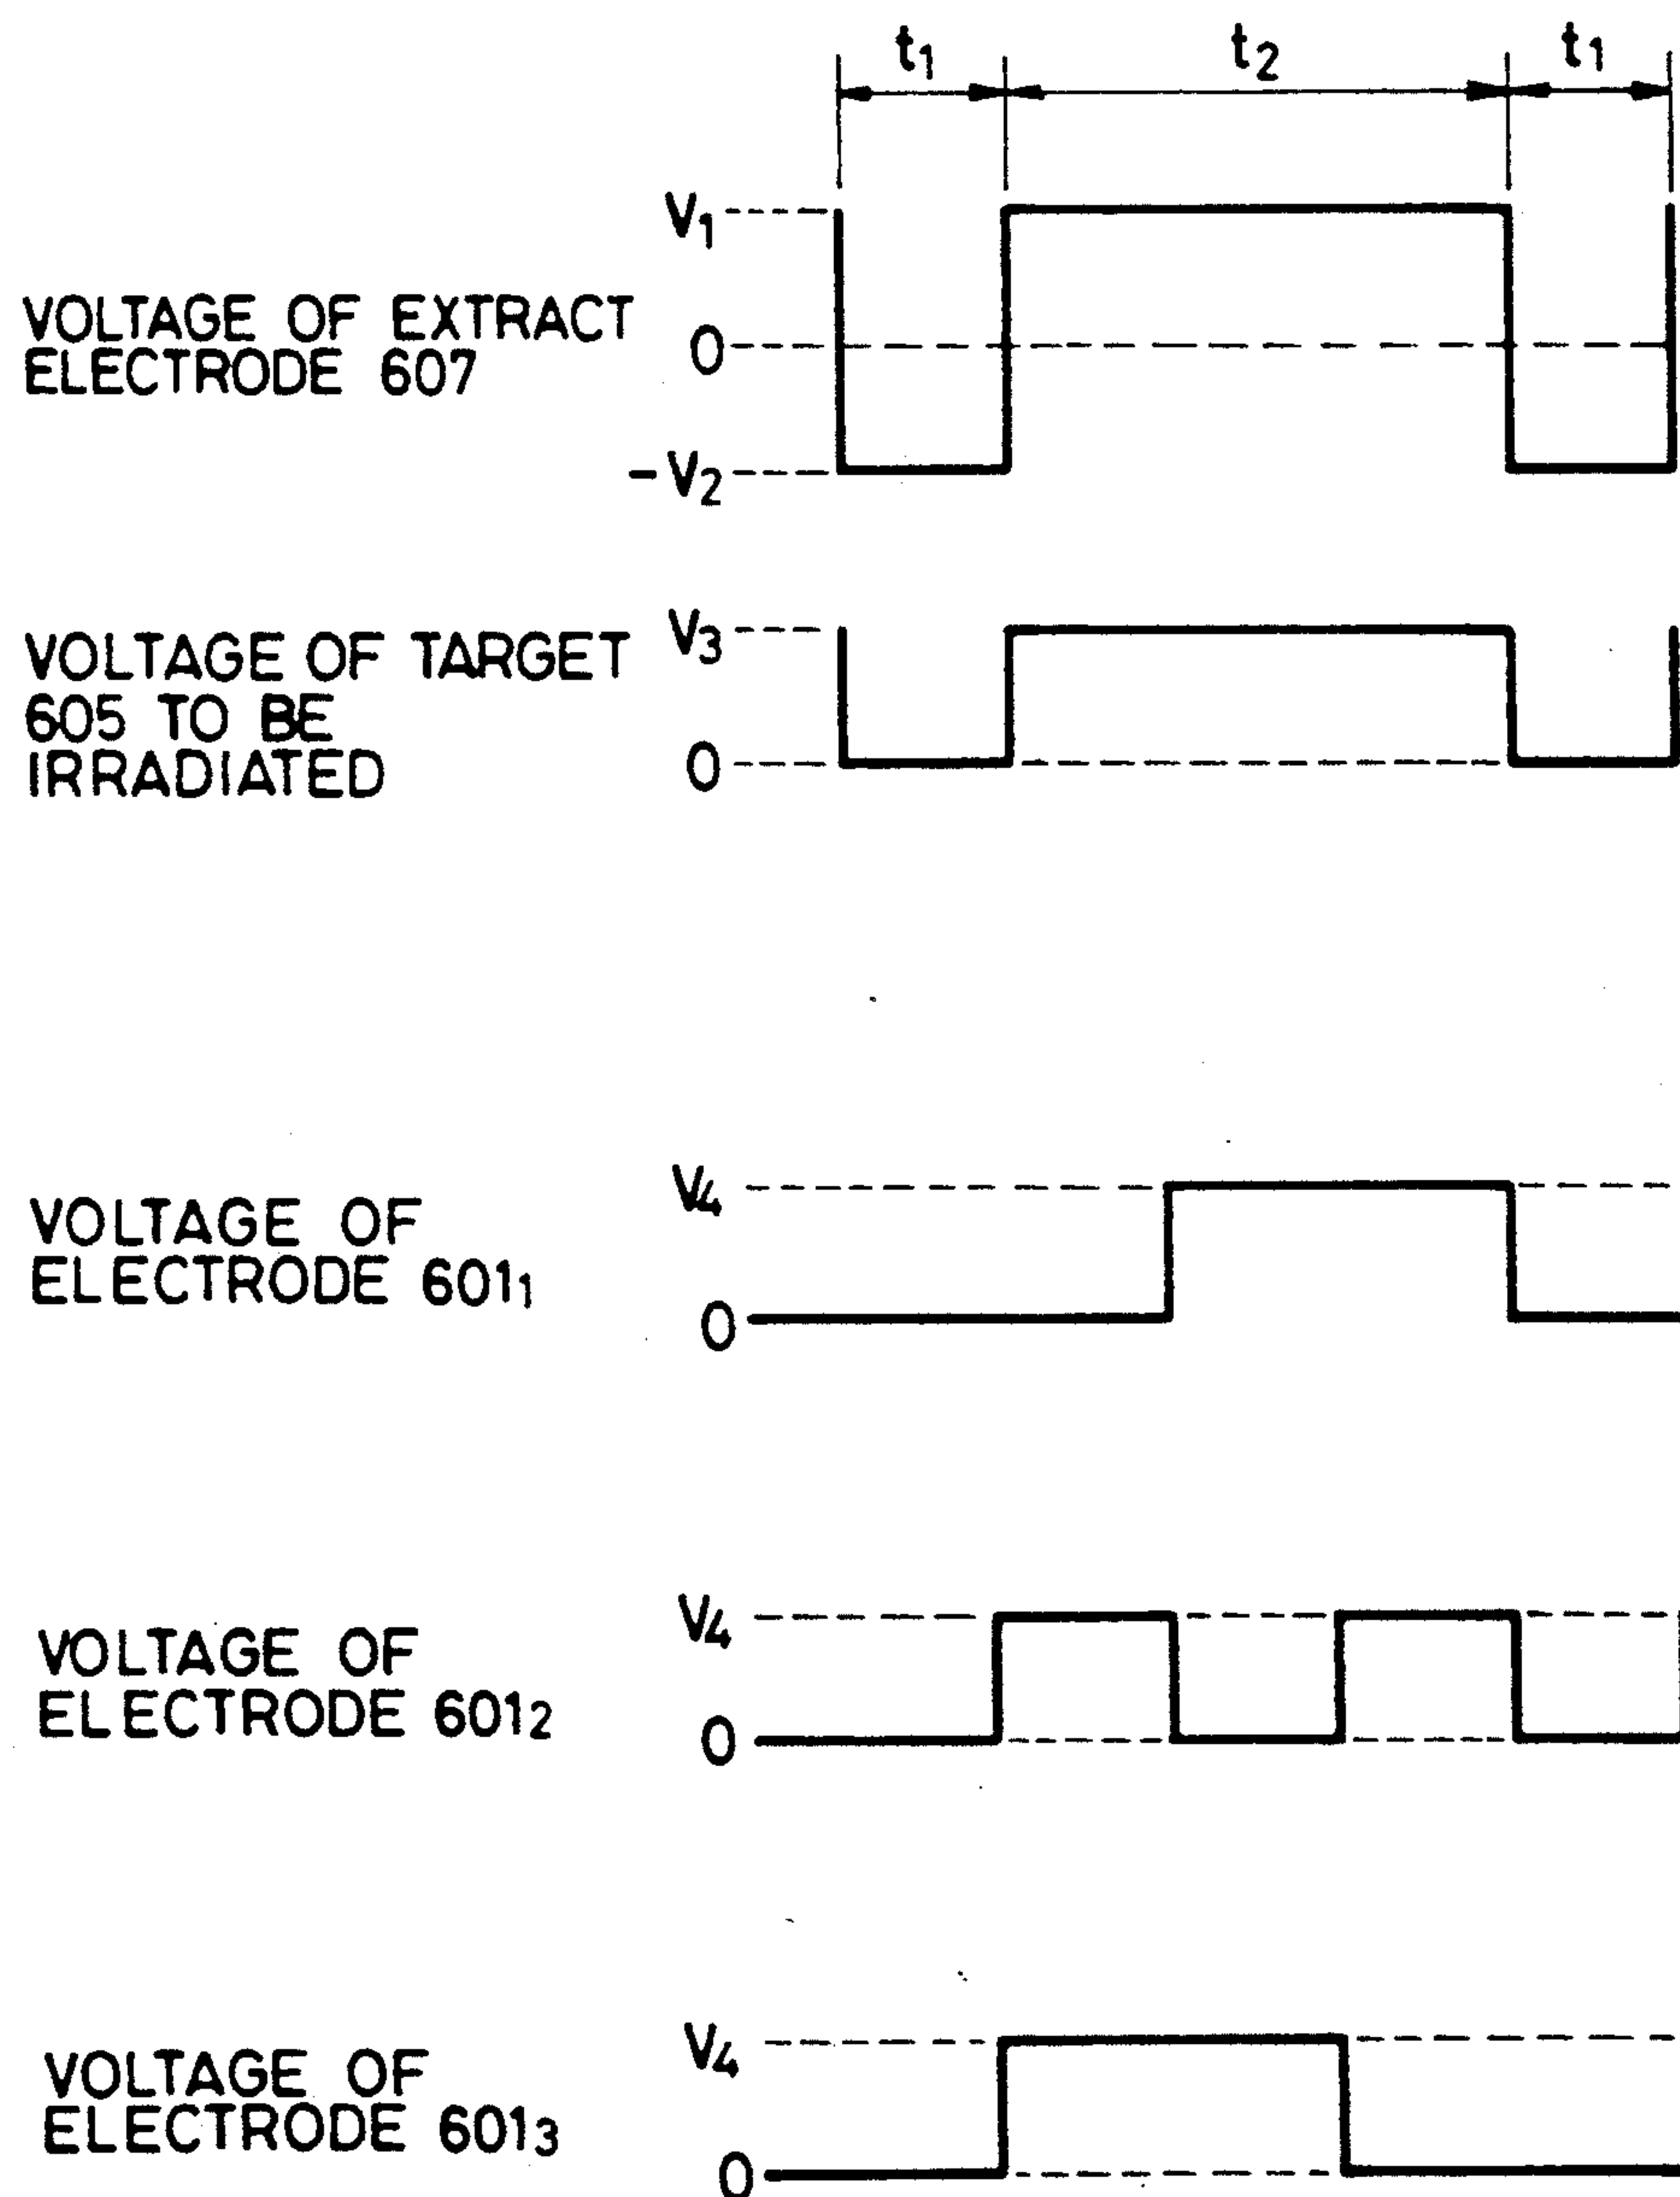 t₁ t₂ t₁
V₁
VOLTAGE OF EXTRACT
ELECTRODE 607
0
-V₂
V₃
VOLTAGE OF TARGET
605 TO BE
IRRADIATED
0
V₄
VOLTAGE OF
ELECTRODE 601₁
0
V₄
VOLTAGE OF
ELECTRODE 601₂
0
V₄
VOLTAGE OF
ELECTRODE 601₃
0